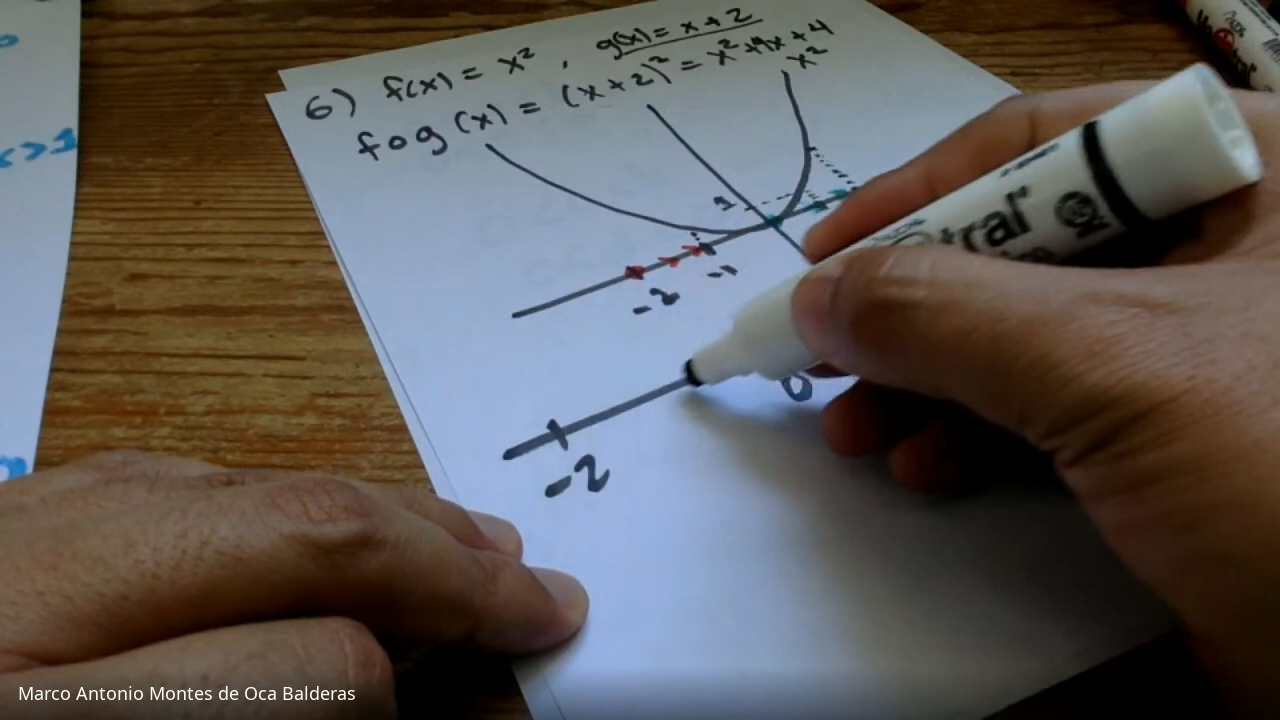 6) f(x) = x², g(x) = x + 2
fog (x) = (x + 2)² = x² + 4x + 4
x²
1
-2 -1
0
-2
Marco Antonio Montes de Oca Balderas